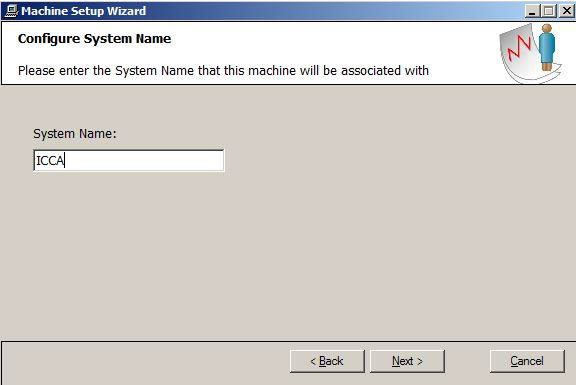 Machine Setup Wizard
Configure System Name
Please enter the System Name that this machine will be associated with
System Name:
ICCA
< Back Next > Cancel